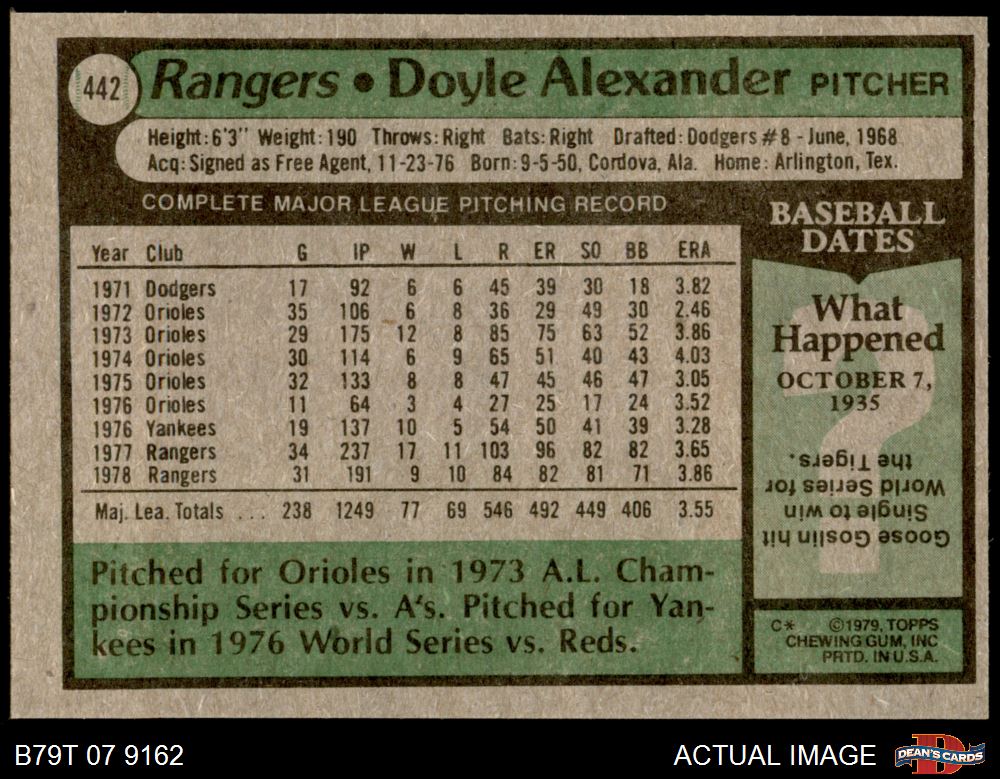 442 Rangers • Doyle Alexander PITCHER
Height: 6'3" Weight: 190 Throws: Right Bats: Right Drafted: Dodgers #8 - June, 1968
Acq: Signed as Free Agent, 11-23-76 Born: 9-5-50, Cordova, Ala. Home: Arlington, Tex.
COMPLETE MAJOR LEAGUE PITCHING RECORD
Year Club G IP W L R ER SO BB ERA
1971 Dodgers 17 92 6 6 45 39 30 18 3.82
1972 Orioles 35 106 6 8 36 29 49 30 2.46
1973 Orioles 29 175 12 8 85 75 63 52 3.86
1974 Orioles 30 114 6 9 65 51 40 43 4.03
1975 Orioles 32 133 8 8 47 45 46 47 3.05
1976 Orioles 11 64 3 4 27 25 17 24 3.52
1976 Yankees 19 137 10 5 54 50 41 39 3.28
1977 Rangers 34 237 17 11 103 96 82 82 3.65
1978 Rangers 31 191 9 10 84 82 81 71 3.86
Maj. Lea. Totals ... 238 1249 77 69 546 492 449 406 3.55
Pitched for Orioles in 1973 A.L. Cham-
pionship Series vs. A's. Pitched for Yan-
kees in 1976 World Series vs. Reds.
BASEBALL
DATES
What
Happened
OCTOBER 7,
1935
?
Goose Goslin hit
Single to win
World Series for
the Tigers.
C* ©1979, TOPPS
CHEWING GUM, INC
PRTD. IN U.S.A.
B79T 07 9162
ACTUAL IMAGE
D
DEAN'S CARDS